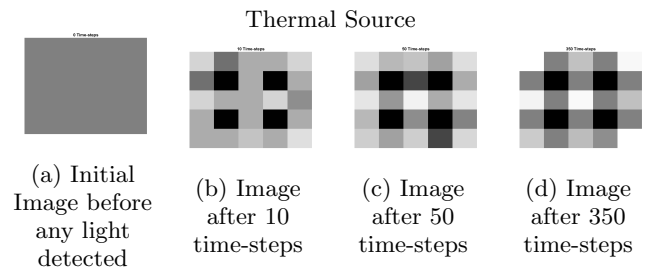 Thermal Source
0 Time-steps
10 Time-steps
50 Time-steps
350 Time-steps
(a) Initial
Image before
any light
detected
(b) Image
after 10
time-steps
(c) Image
after 50
time-steps
(d) Image
after 350
time-steps